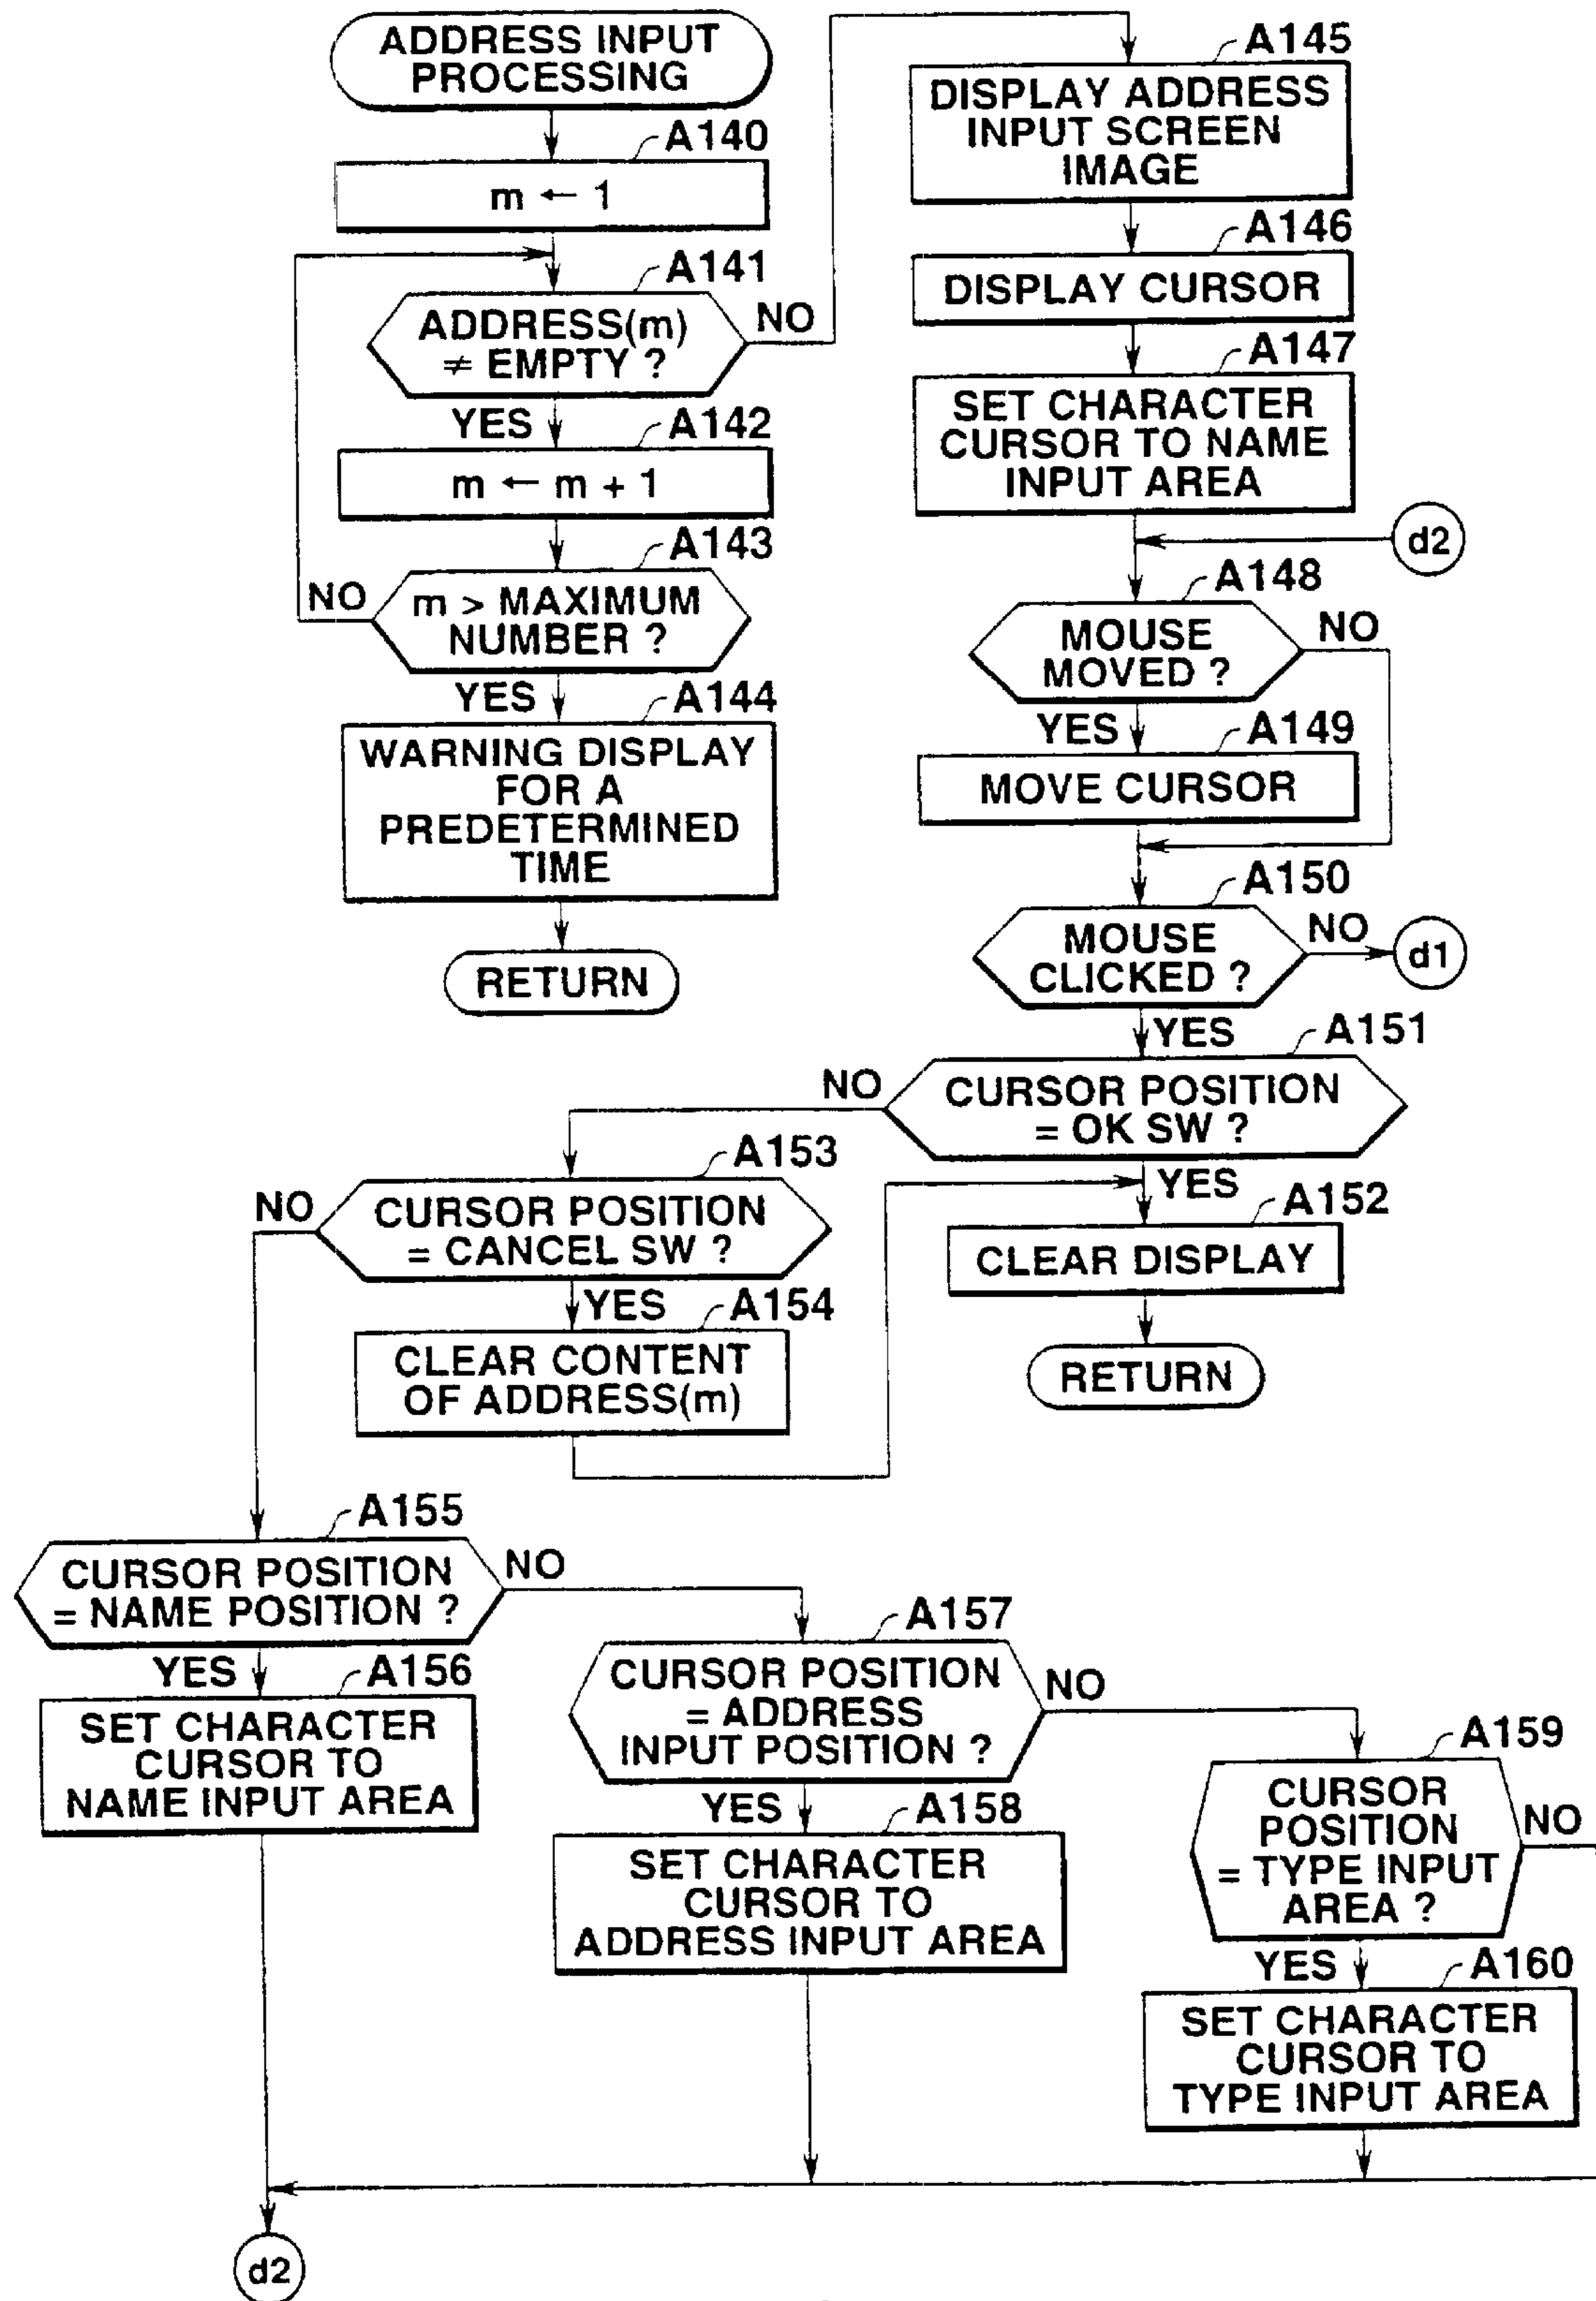 ADDRESS INPUT
PROCESSING
A140
m ← 1
A141
ADDRESS(m)
≠ EMPTY ?
NO
YES
A142
m ← m + 1
A143
NO
m > MAXIMUM
NUMBER ?
YES
A144
WARNING DISPLAY
FOR A
PREDETERMINED
TIME
RETURN
A145
DISPLAY ADDRESS
INPUT SCREEN
IMAGE
A146
DISPLAY CURSOR
A147
SET CHARACTER
CURSOR TO NAME
INPUT AREA
d2
A148
MOUSE
MOVED ?
NO
YES
A149
MOVE CURSOR
A150
MOUSE
CLICKED ?
NO
d1
YES
A151
CURSOR POSITION
= OK SW ?
NO
YES
A152
CLEAR DISPLAY
RETURN
A153
CURSOR POSITION
= CANCEL SW ?
NO
YES
A154
CLEAR CONTENT
OF ADDRESS(m)
A155
CURSOR POSITION
= NAME POSITION ?
NO
YES
A156
SET CHARACTER
CURSOR TO
NAME INPUT AREA
A157
CURSOR POSITION
= ADDRESS
INPUT POSITION ?
NO
YES
A158
SET CHARACTER
CURSOR TO
ADDRESS INPUT AREA
A159
CURSOR
POSITION
= TYPE INPUT
AREA ?
NO
YES
A160
SET CHARACTER
CURSOR TO
TYPE INPUT AREA
d2